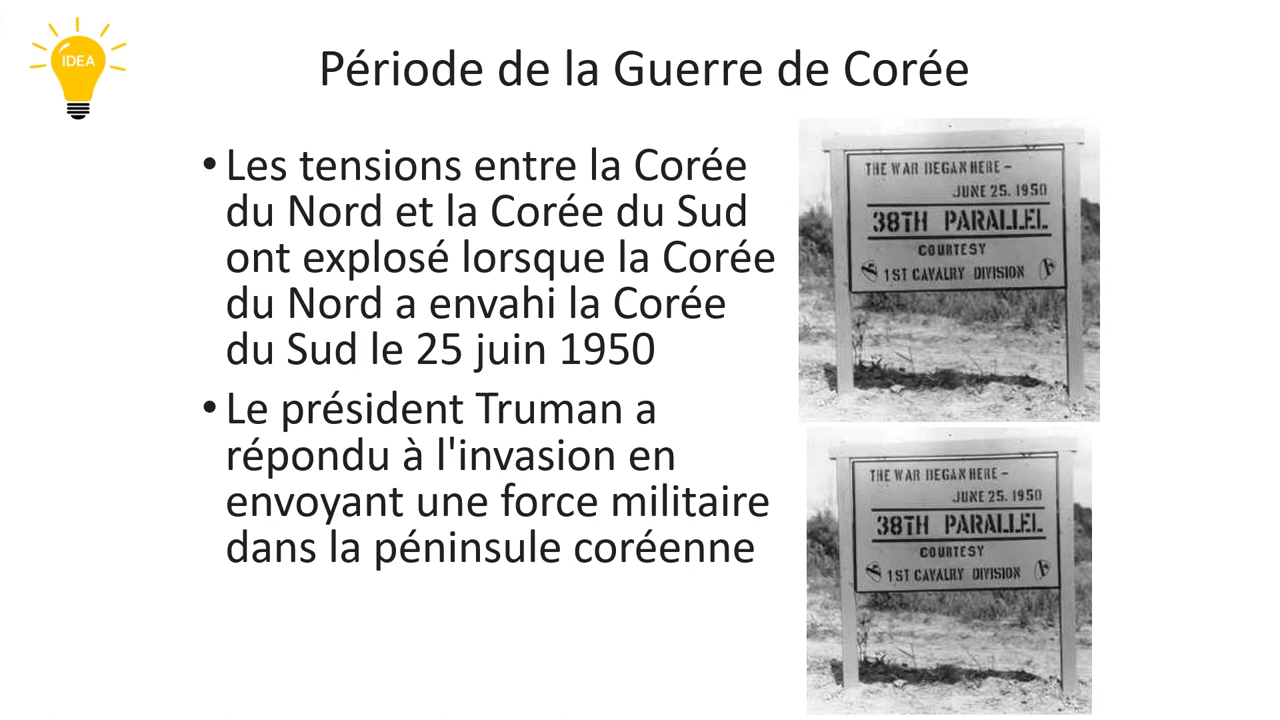 IDEA
Période de la Guerre de Corée
• Les tensions entre la Corée
du Nord et la Corée du Sud
ont explosé lorsque la Corée
du Nord a envahi la Corée
du Sud le 25 juin 1950
• Le président Truman a
répondu à l'invasion en
envoyant une force militaire
dans la péninsule coréenne
THE WAR BEGAN HERE –
JUNE 25, 1950
38TH PARALLEL
COURTESY
1ST CAVALRY DIVISION
THE WAR BEGAN HERE –
JUNE 25, 1950
38TH PARALLEL
COURTESY
1ST CAVALRY DIVISION